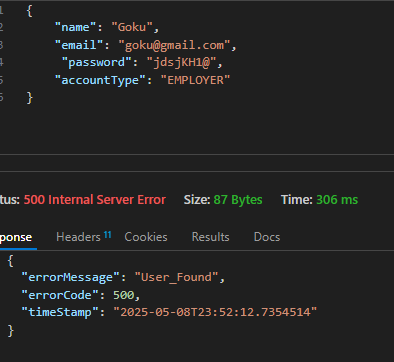 1 {
2 "name": "Goku",
3 "email": "goku@gmail.com",
4 "password": "jdsjKH1@",
5 "accountType": "EMPLOYER"
6 }
tus: 500 Internal Server Error Size: 87 Bytes Time: 306 ms
ponse Headers 11 Cookies Results Docs
{
"errorMessage": "User_Found",
"errorCode": 500,
"timeStamp": "2025-05-08T23:52:12.7354514"
}